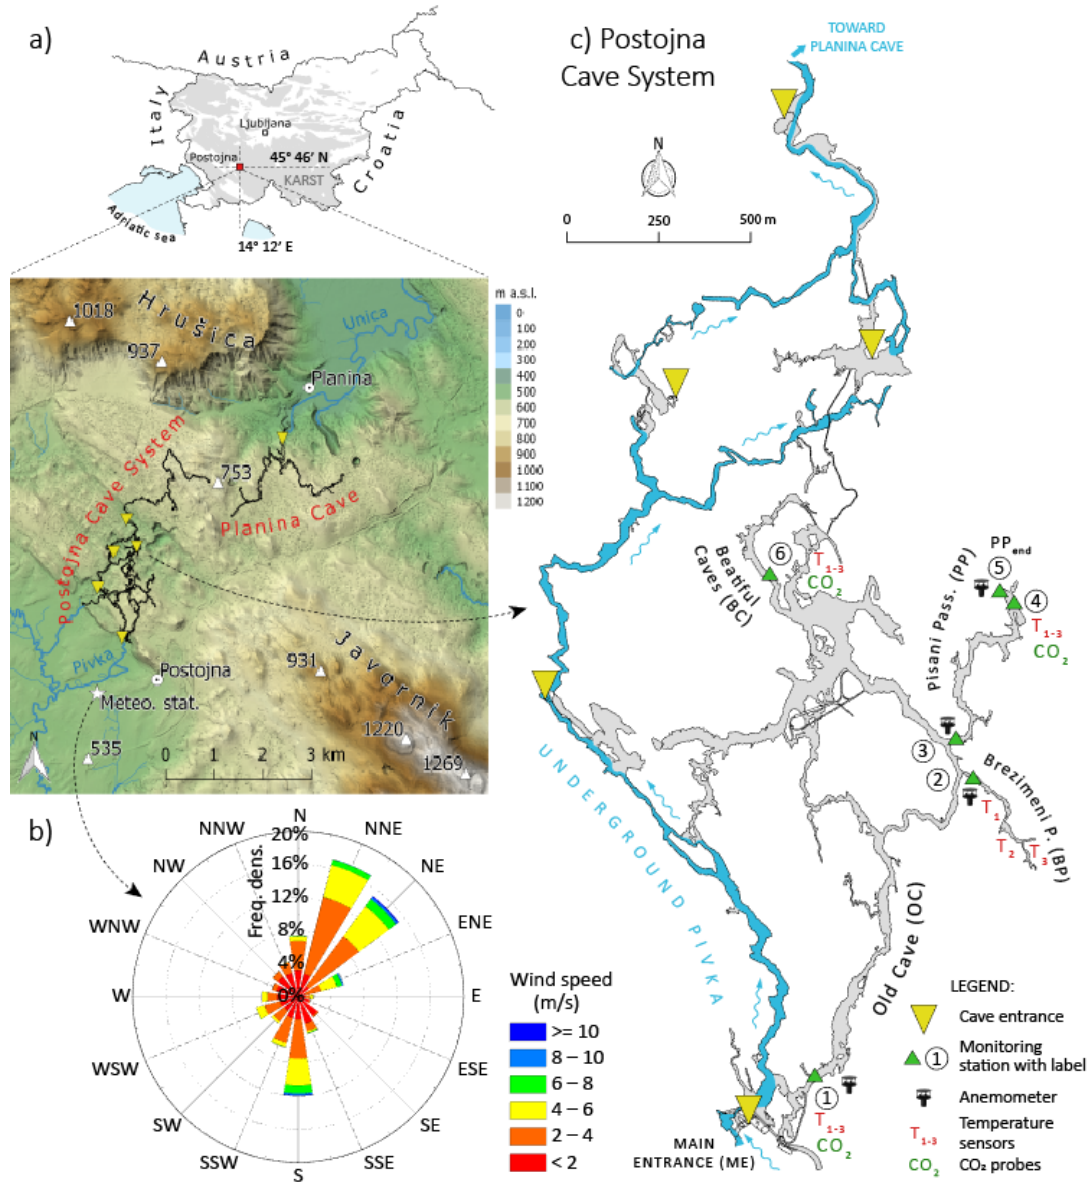 a)
Austria
Italy
Ljubljana
Postojna
45° 46' N
KARST
Croatia
Adriatic sea
14° 12' E
m a.s.l.
0
100
200
300
400
500
600
700
800
900
1000
1100
1200
1018
Hrušica
937
Unica
Planina
Postojna Cave System
753
Planina Cave
Pivka
Postojna
Meteo. stat.
931
Javornik
1220
1269
535
N
0 1 2 3 km
b)
N
NNE
NE
ENE
E
ESE
SE
SSE
S
SSW
SW
WSW
W
WNW
NW
NNW
Freq. dens.
20%
16%
12%
8%
4%
0%
Wind speed
(m/s)
>= 10
8 – 10
6 – 8
4 – 6
2 – 4
< 2
c) Postojna
Cave System
TOWARD
PLANINA CAVE
N
0 250 500 m
Beatiful
Caves (BC)
6
T1-3
CO2
PPend
5
4
T1-3
CO2
Pisani Pass. (PP)
3
2
Brezimeni P. (BP)
T1
T2
T3
UNDERGROUND PIVKA
Old Cave (OC)
1
T1-3
CO2
MAIN
ENTRANCE (ME)
LEGEND:
Cave entrance
1 Monitoring
station with label
Anemometer
T1-3 Temperature
sensors
CO2 CO₂ probes